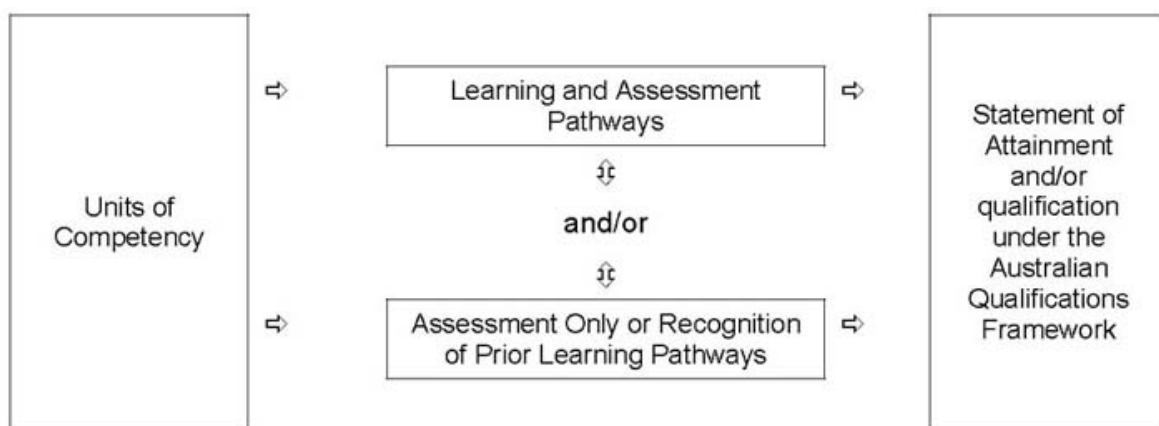 Units of
Competency
Learning and Assessment
Pathways
and/or
Assessment Only or Recognition
of Prior Learning Pathways
Statement of
Attainment
and/or
qualification
under the
Australian
Qualifications
Framework